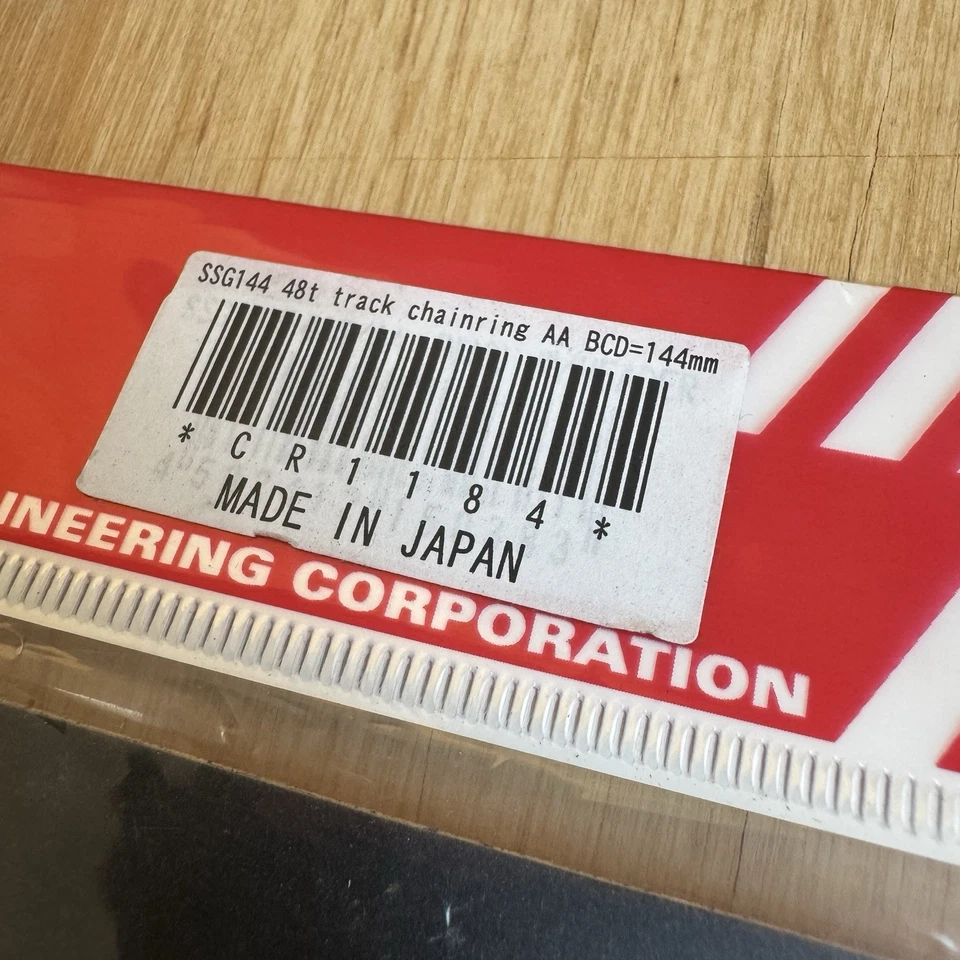 SSG144 48t track chainring AA BCD=144mm
* C R 1 1 8 4 *
MADE IN JAPAN
INEERING CORPORATION